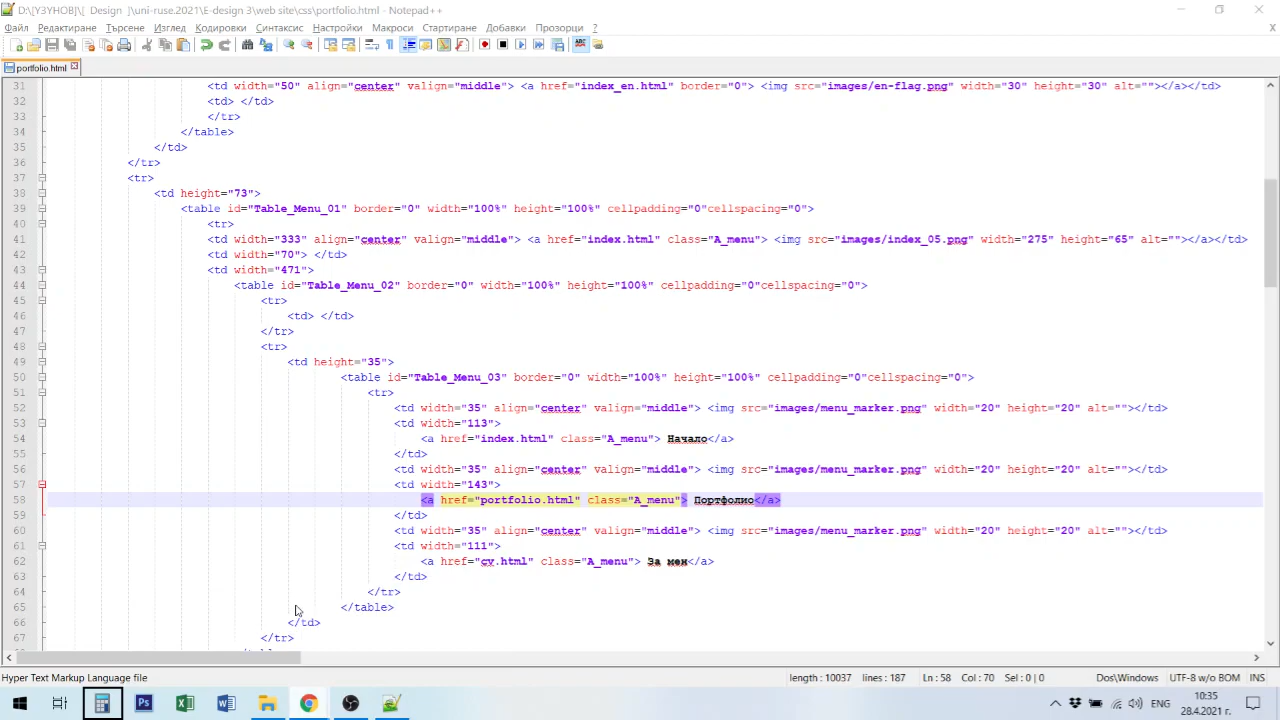 D:\[УЗУНОВ]\[ Design ]\uni-ruse.2021\E-design 3\web site\css\portfolio.html - Notepad++
Файл Редактиране Търсене Изглед Кодировки Синтаксис Настройки Макроси Стартиране Добавки Прозорци ?
portfolio.html
31 <td width="50" align="center" valign="middle"> <a href="index_en.html" border="0"> <img src="images/en-flag.png" width="30" height="30" alt=""></a></td>
32 <td> </td>
33 </tr>
34 </table>
35 </td>
36 </tr>
37 <tr>
38 <td height="73">
39 <table id="Table_Menu_01" border="0" width="100%" height="100%" cellpadding="0"cellspacing="0">
40 <tr>
41 <td width="333" align="center" valign="middle"> <a href="index.html" class="A_menu"> <img src="images/index_05.png" width="275" height="65" alt=""></a></td>
42 <td width="70"> </td>
43 <td width="471">
44 <table id="Table_Menu_02" border="0" width="100%" height="100%" cellpadding="0"cellspacing="0">
45 <tr>
46 <td> </td>
47 </tr>
48 <tr>
49 <td height="35">
50 <table id="Table_Menu_03" border="0" width="100%" height="100%" cellpadding="0"cellspacing="0">
51 <tr>
52 <td width="35" align="center" valign="middle"> <img src="images/menu_marker.png" width="20" height="20" alt=""></td>
53 <td width="113">
54 <a href="index.html" class="A_menu"> Начало</a>
55 </td>
56 <td width="35" align="center" valign="middle"> <img src="images/menu_marker.png" width="20" height="20" alt=""></td>
57 <td width="143">
58 <a href="portfolio.html" class="A_menu"> Портфолио</a>
59 </td>
60 <td width="35" align="center" valign="middle"> <img src="images/menu_marker.png" width="20" height="20" alt=""></td>
61 <td width="111">
62 <a href="cv.html" class="A_menu"> За мен</a>
63 </td>
64 </tr>
65 </table>
66 </td>
67 </tr>
Hyper Text Markup Language file length : 10037 lines : 187 Ln : 58 Col : 70 Sel : 0 | 0 Dos\Windows UTF-8 w/o BOM INS
ENG 10:35
28.4.2021 г.